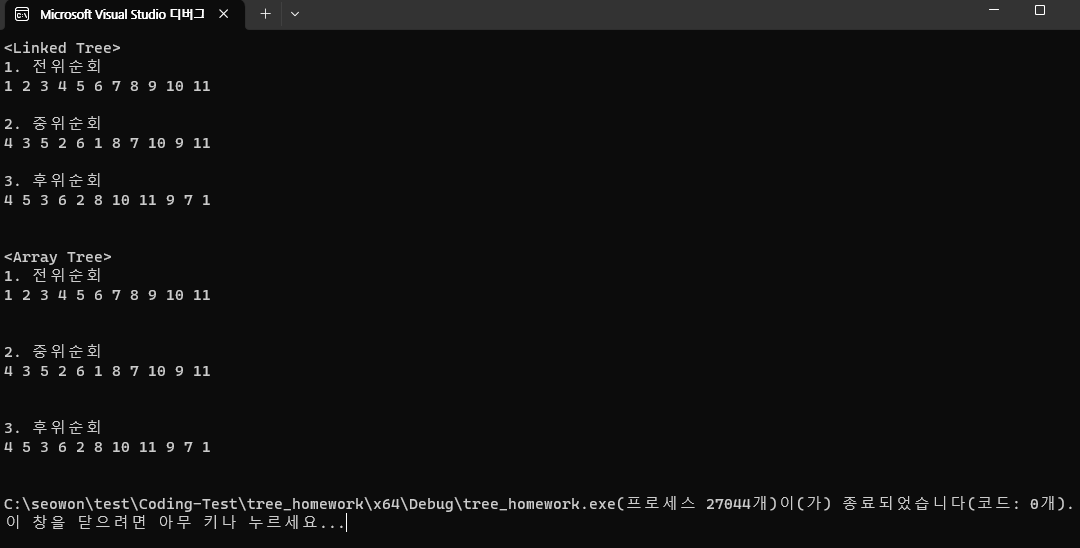 Microsoft Visual Studio 디버그
<Linked Tree>
1. 전위순회
1 2 3 4 5 6 7 8 9 10 11
2. 중위순회
4 3 5 2 6 1 8 7 10 9 11
3. 후위순회
4 5 3 6 2 8 10 11 9 7 1
<Array Tree>
1. 전위순회
1 2 3 4 5 6 7 8 9 10 11
2. 중위순회
4 3 5 2 6 1 8 7 10 9 11
3. 후위순회
4 5 3 6 2 8 10 11 9 7 1
C:\seowon\test\Coding-Test\tree_homework\x64\Debug\tree_homework.exe(프로세스 27044개)이(가) 종료되었습니다(코드: 0개).
이 창을 닫으려면 아무 키나 누르세요...